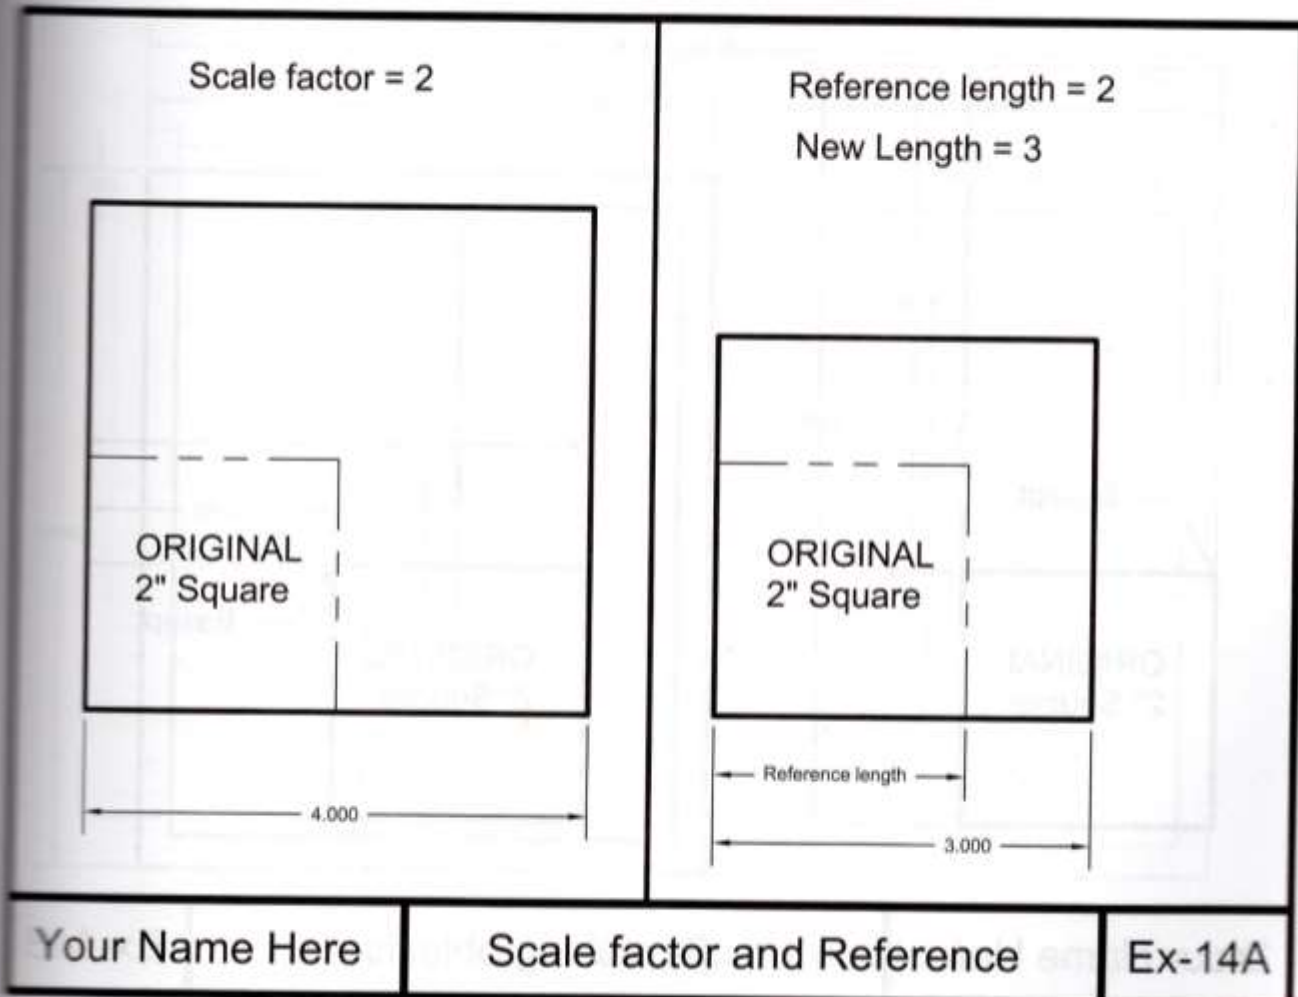 Scale factor = 2
ORIGINAL
2" Square
4.000
Reference length = 2
New Length = 3
ORIGINAL
2" Square
Reference length
3.000
Your Name Here
Scale factor and Reference
Ex-14A